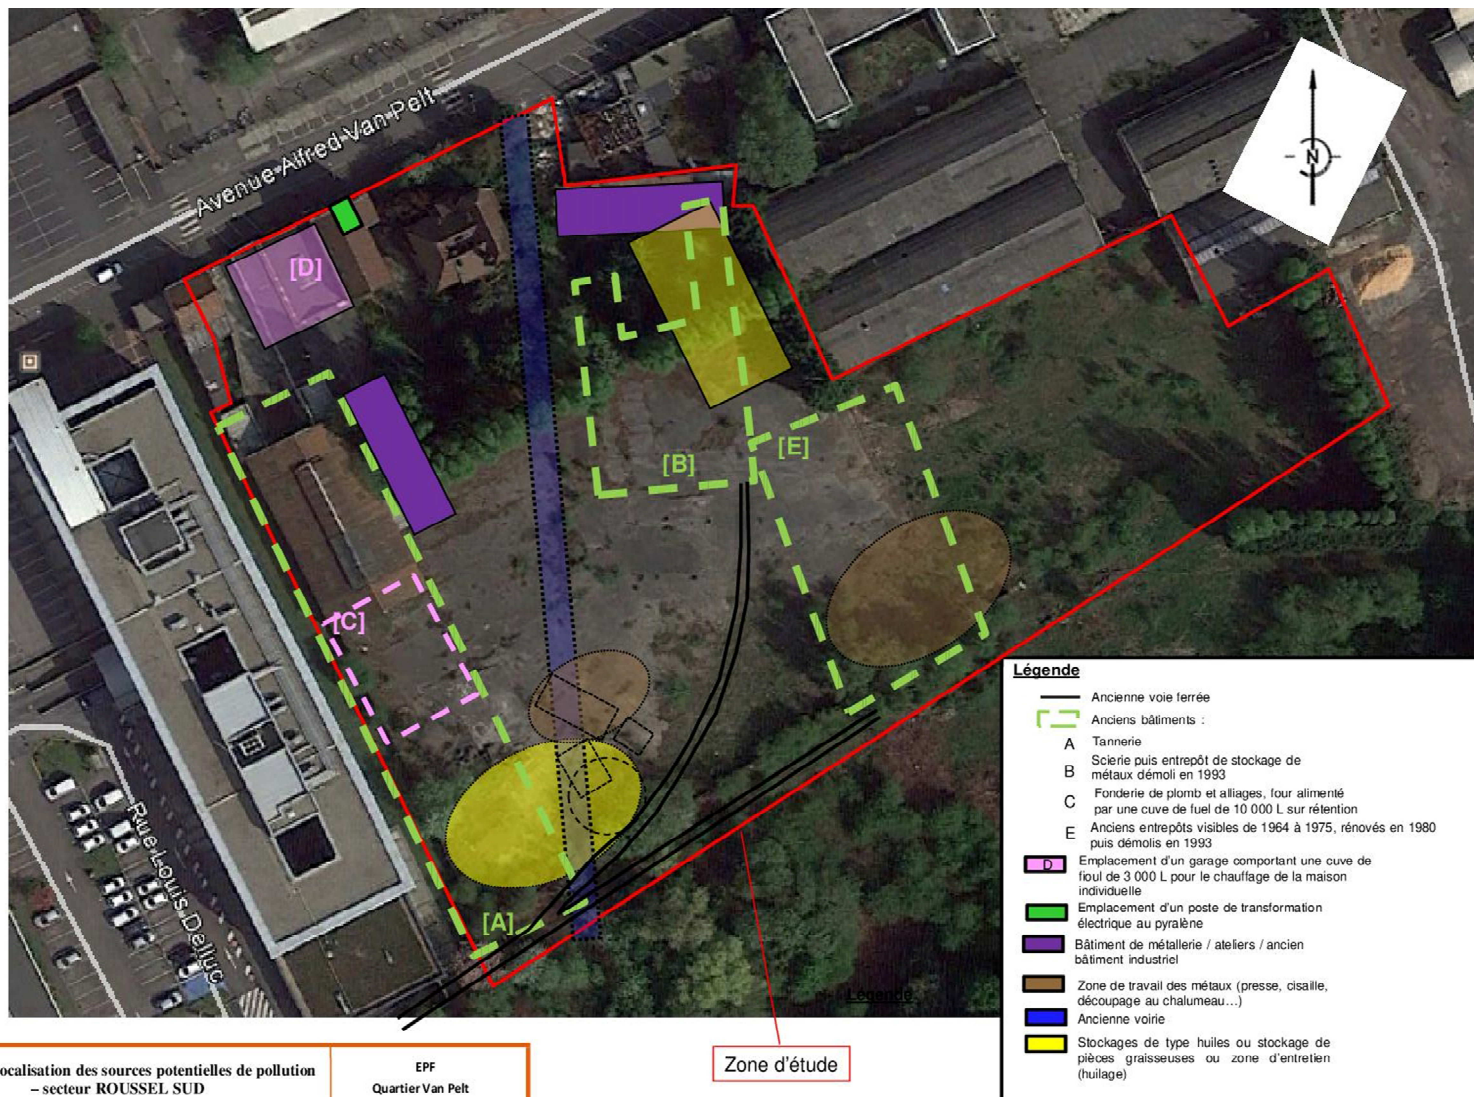 Avenue Alfred Van Pelt
N
[D]
[B]
[E]
[C]
[A]
Rue Louis Delluc
Légende
Légende
Ancienne voie ferrée
Anciens bâtiments :
A Tannerie
B Scierie puis entrepôt de stockage de
métaux démoli en 1993
C Fonderie de plomb et alliages, four alimenté
par une cuve de fuel de 10 000 L sur rétention
E Anciens entrepôts visibles de 1964 à 1975, rénovés en 1980
puis démolis en 1993
D Emplacement d'un garage comportant une cuve de
fioul de 3 000 L pour le chauffage de la maison
individuelle
Emplacement d'un poste de transformation
électrique au pyralène
Bâtiment de métallerie / ateliers / ancien
bâtiment industriel
Zone de travail des métaux (presse, cisaille,
découpage au chalumeau…)
Ancienne voirie
Stockages de type huiles ou stockage de
pièces graisseuses ou zone d'entretien
(huilage)
Zone d'étude
ocalisation des sources potentielles de pollution
– secteur ROUSSEL SUD
EPF
Quartier Van Pelt